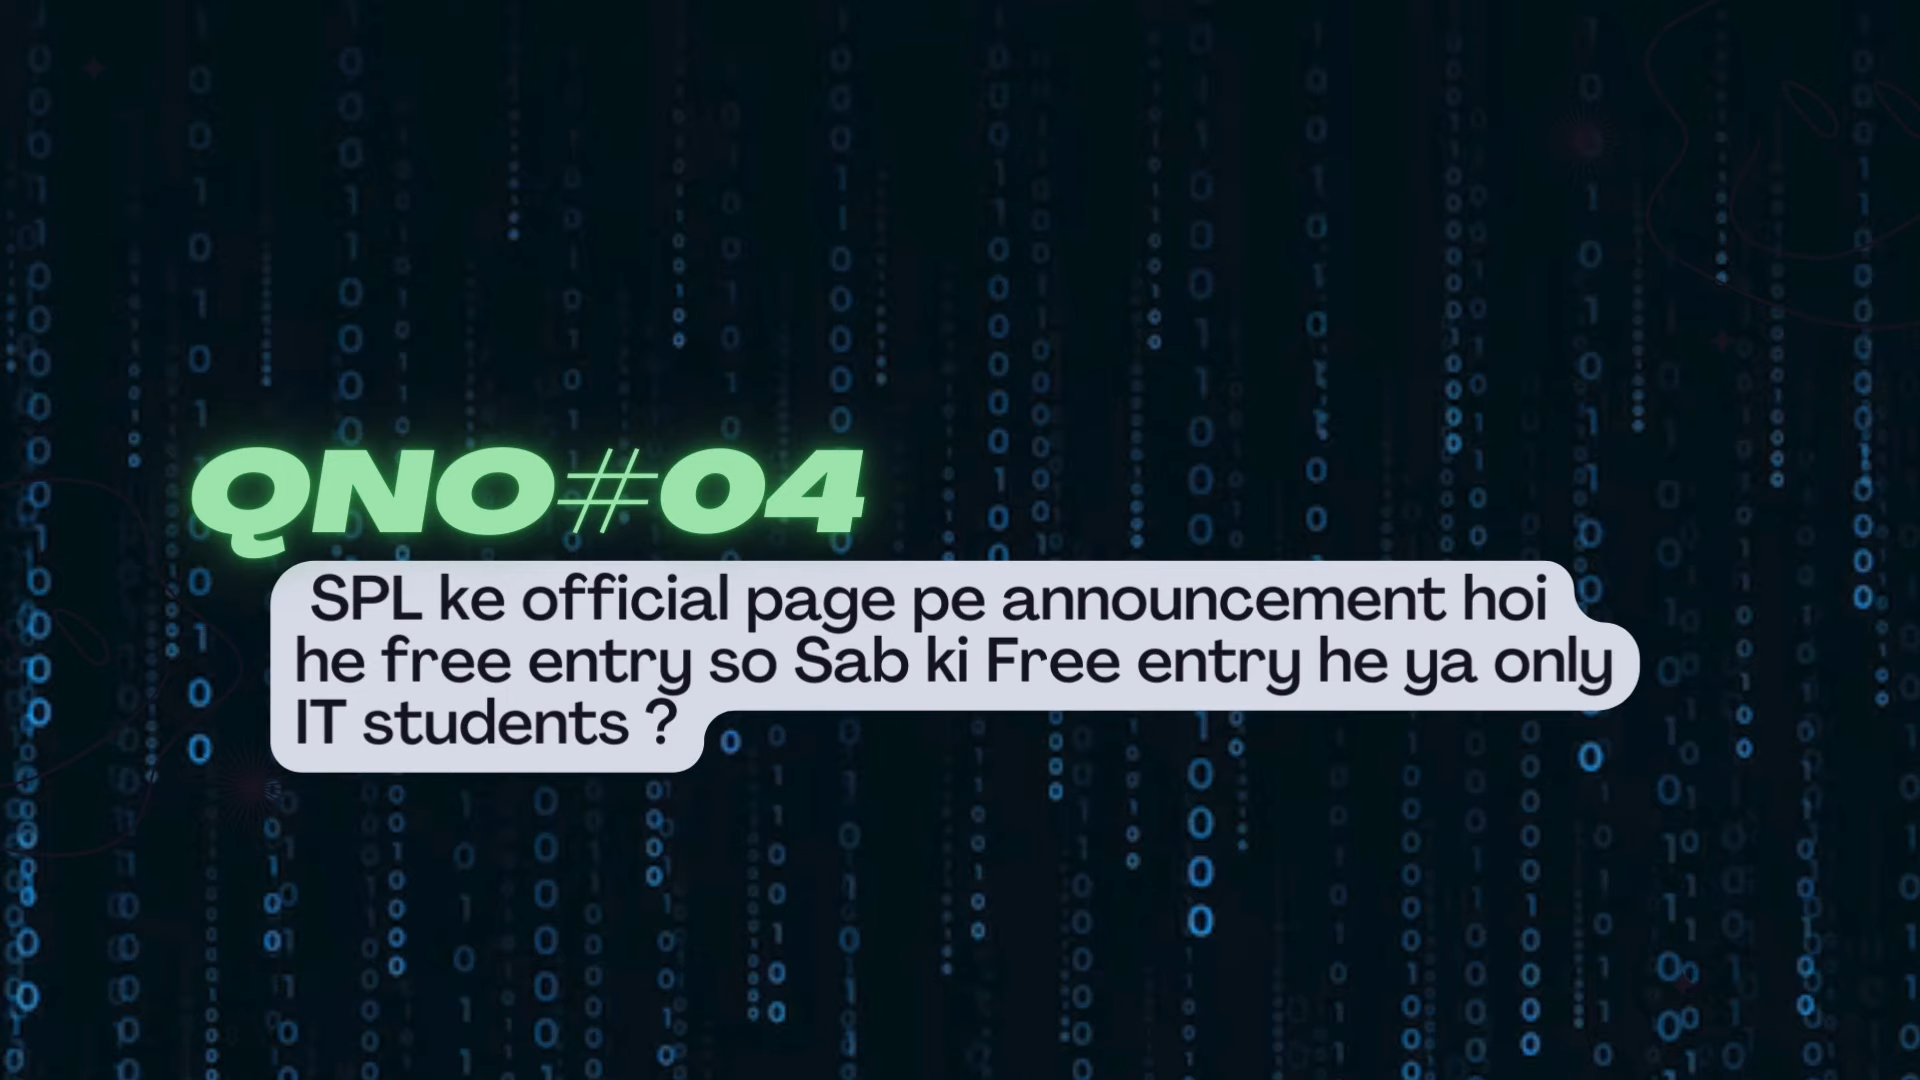 QNO#04
SPL ke official page pe announcement hoi
he free entry so Sab ki Free entry he ya only
IT students ?